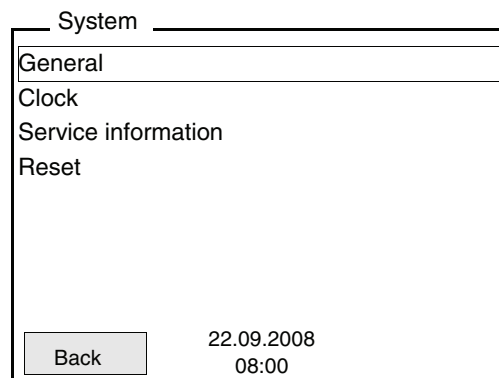 System
General
Clock
Service information
Reset
22.09.2008
Back
08:00